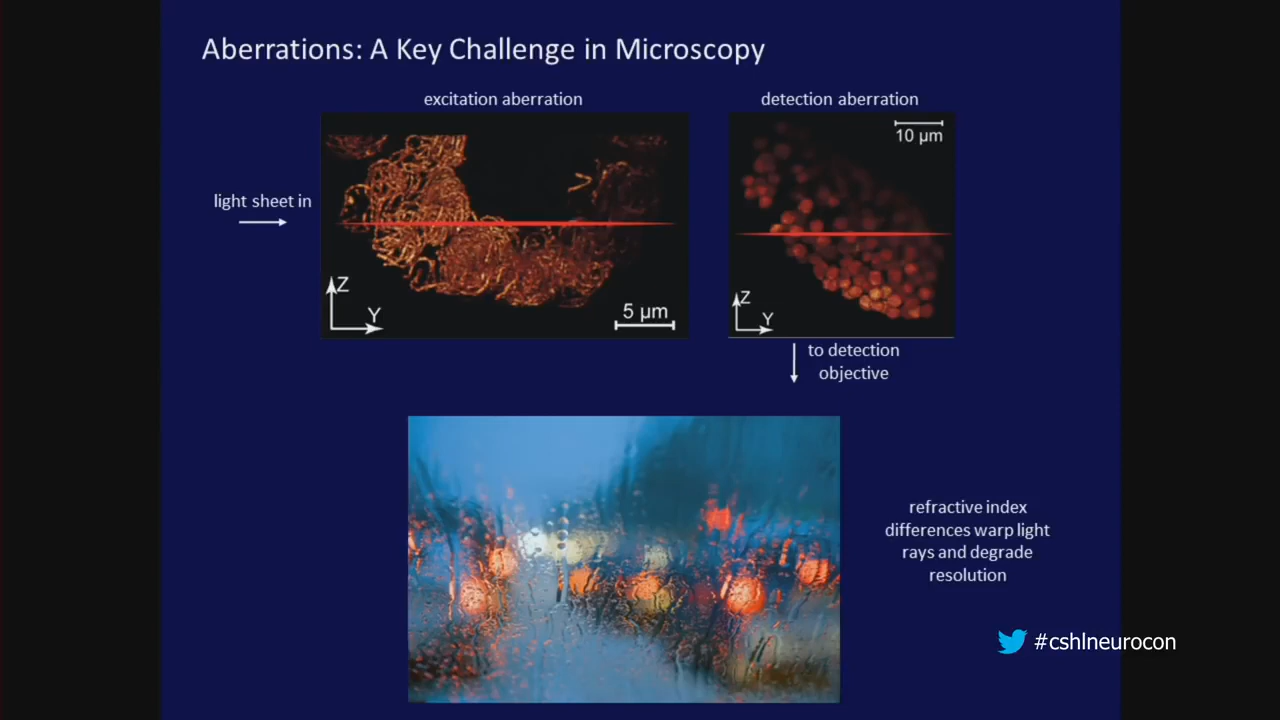 Aberrations: A Key Challenge in Microscopy
excitation aberration
detection aberration
light sheet in
10 µm
Z
Y
5 µm
Z
Y
to detection
objective
refractive index
differences warp light
rays and degrade
resolution
#cshlneurocon